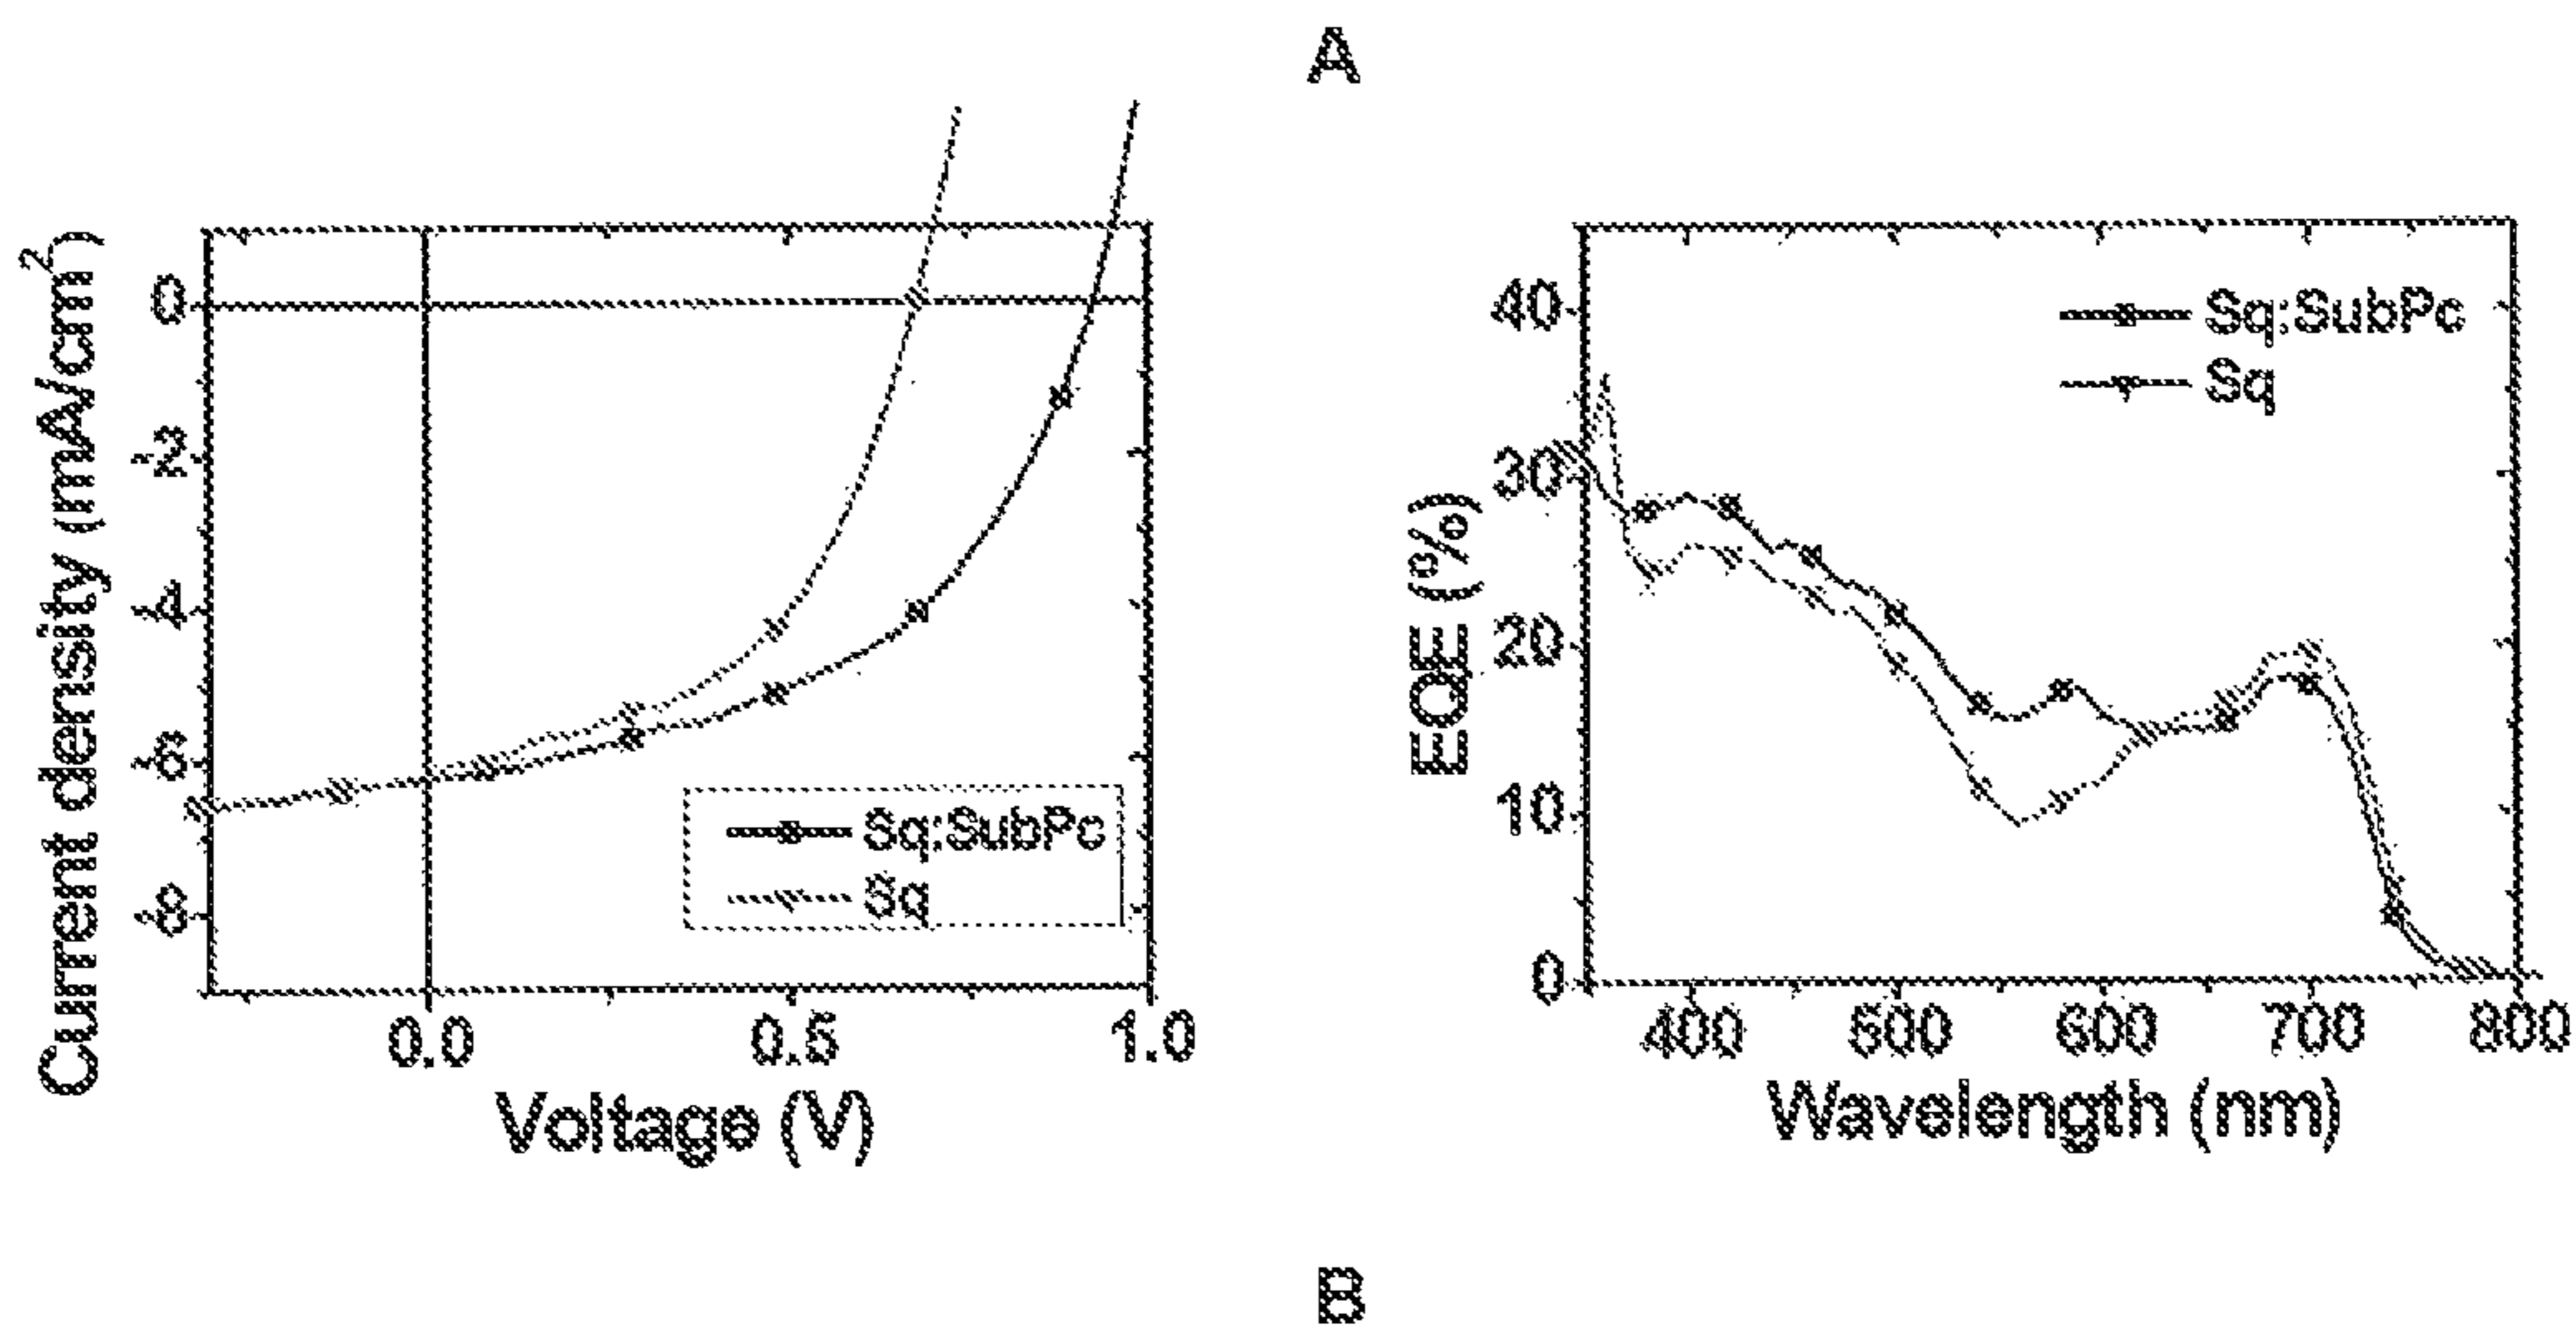 A
Current density (mA/cm2)
0
-2
-4
-6
-8
Sq:SubPc
Sq
0.0 0.5 1.0
Voltage (V)
EQE (%)
40
30
20
10
0
Sq:SubPc
Sq
400 500 600 700 800
Wavelength (nm)
B